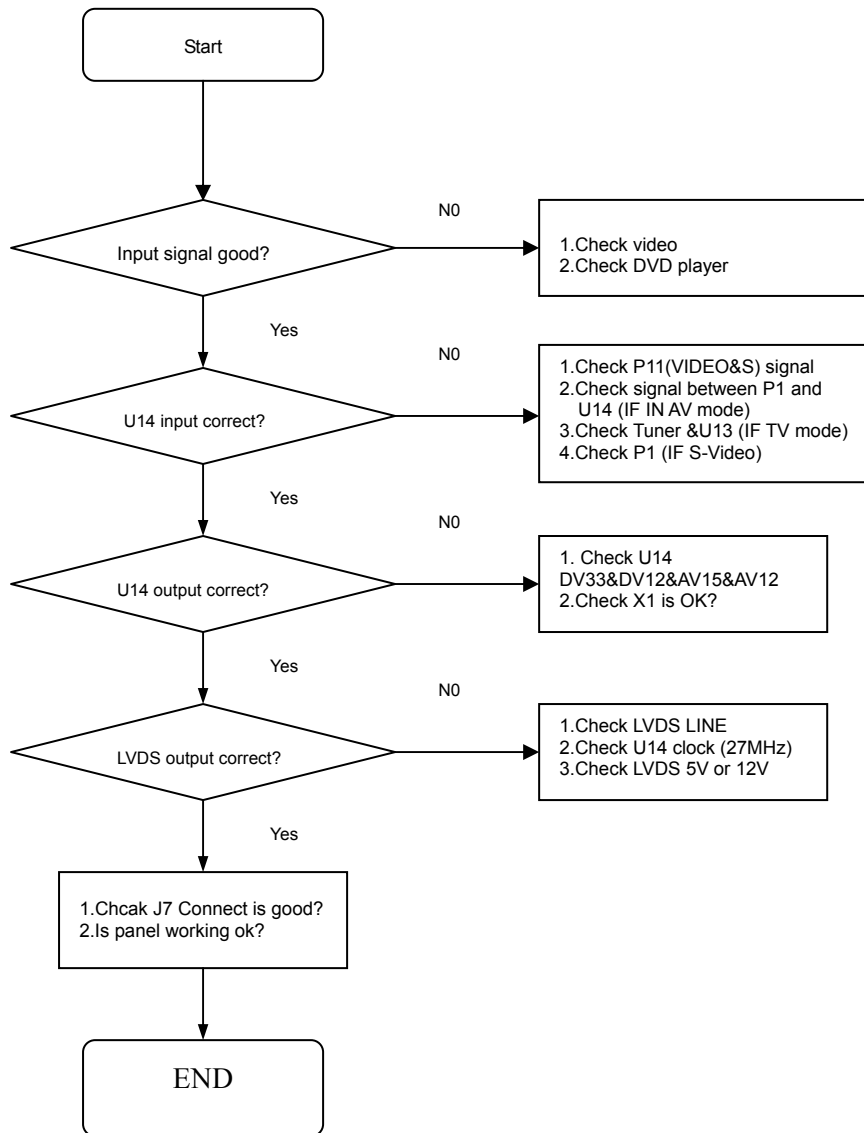 Start
N0
Input signal good?
1.Check video
2.Check DVD player
Yes
N0
U14 input correct?
1.Check P11(VIDEO&S) signal
2.Check signal between P1 and
U14 (IF IN AV mode)
3.Check Tuner &U13 (IF TV mode)
4.Check P1 (IF S-Video)
Yes
N0
U14 output correct?
1. Check U14
DV33&DV12&AV15&AV12
2.Check X1 is OK?
Yes
N0
LVDS output correct?
1.Check LVDS LINE
2.Check U14 clock (27MHz)
3.Check LVDS 5V or 12V
Yes
1.Chcak J7 Connect is good?
2.Is panel working ok?
END